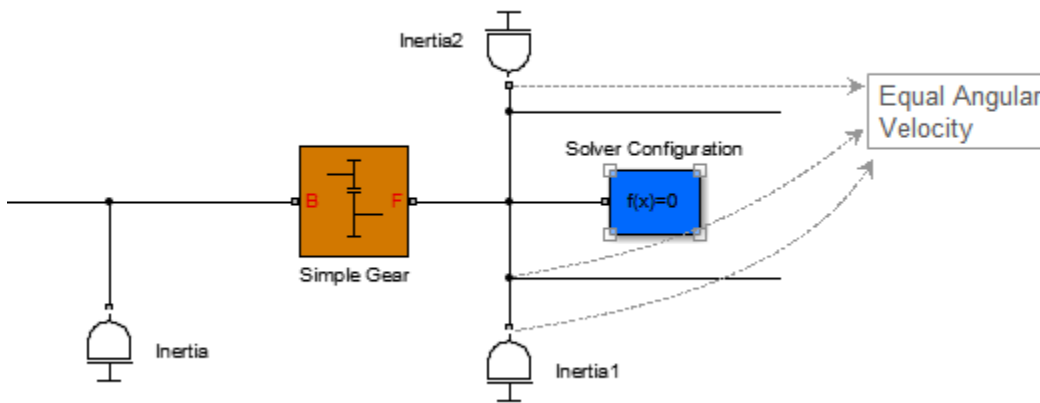 Inertia2
Equal Angular
Velocity
Solver Configuration
B
F
f(x)=0
Simple Gear
Inertia
Inertia1